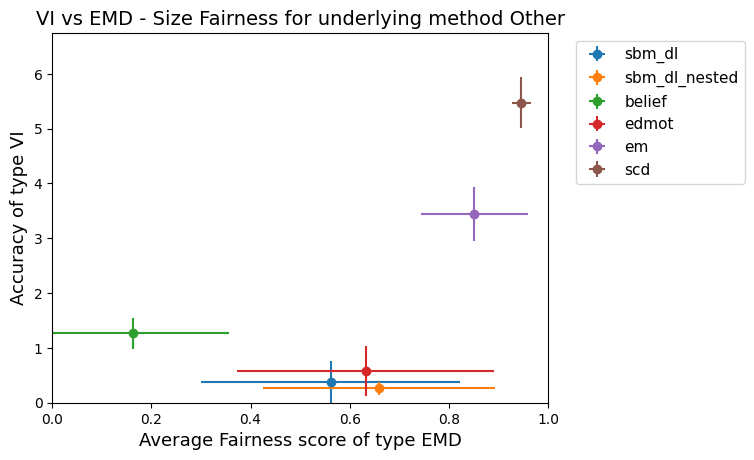 VI vs EMD - Size Fairness for underlying method Other
Accuracy of type VI
6
5
4
3
2
1
0
0.0 0.2 0.4 0.6 0.8 1.0
Average Fairness score of type EMD
sbm_dl
sbm_dl_nested
belief
edmot
em
scd